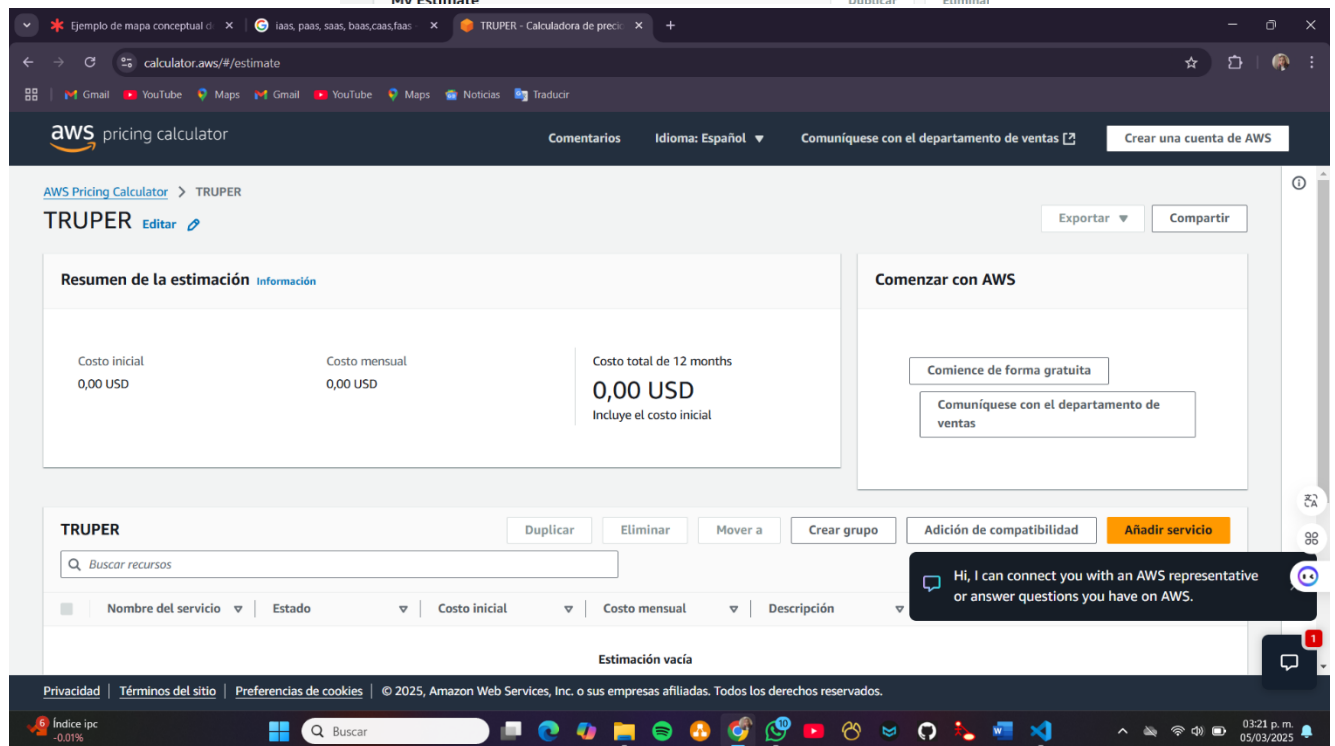 My Estimate
Duplicar Eliminar
Ejemplo de mapa conceptual d
iaas, paas, saas, baas,caas,faas -
TRUPER - Calculadora de precio
calculator.aws/#/estimate
Gmail YouTube Maps Gmail YouTube Maps Noticias Traducir
aws pricing calculator
Comentarios Idioma: Español Comuníquese con el departamento de ventas Crear una cuenta de AWS
AWS Pricing Calculator > TRUPER
TRUPER Editar
Exportar Compartir
Resumen de la estimación Información
Comenzar con AWS
Costo inicial
0,00 USD
Costo mensual
0,00 USD
Costo total de 12 months
0,00 USD
Incluye el costo inicial
Comience de forma gratuita
Comuníquese con el departamento de
ventas
TRUPER
Duplicar Eliminar Mover a Crear grupo Adición de compatibilidad Añadir servicio
Buscar recursos
Hi, I can connect you with an AWS representative
or answer questions you have on AWS.
Nombre del servicio Estado Costo inicial Costo mensual Descripción
Estimación vacía
1
Privacidad | Términos del sitio | Preferencias de cookies | © 2025, Amazon Web Services, Inc. o sus empresas afiliadas. Todos los derechos reservados.
6
Índice ipc
-0.01%
Buscar
10
03:21 p. m.
05/03/2025